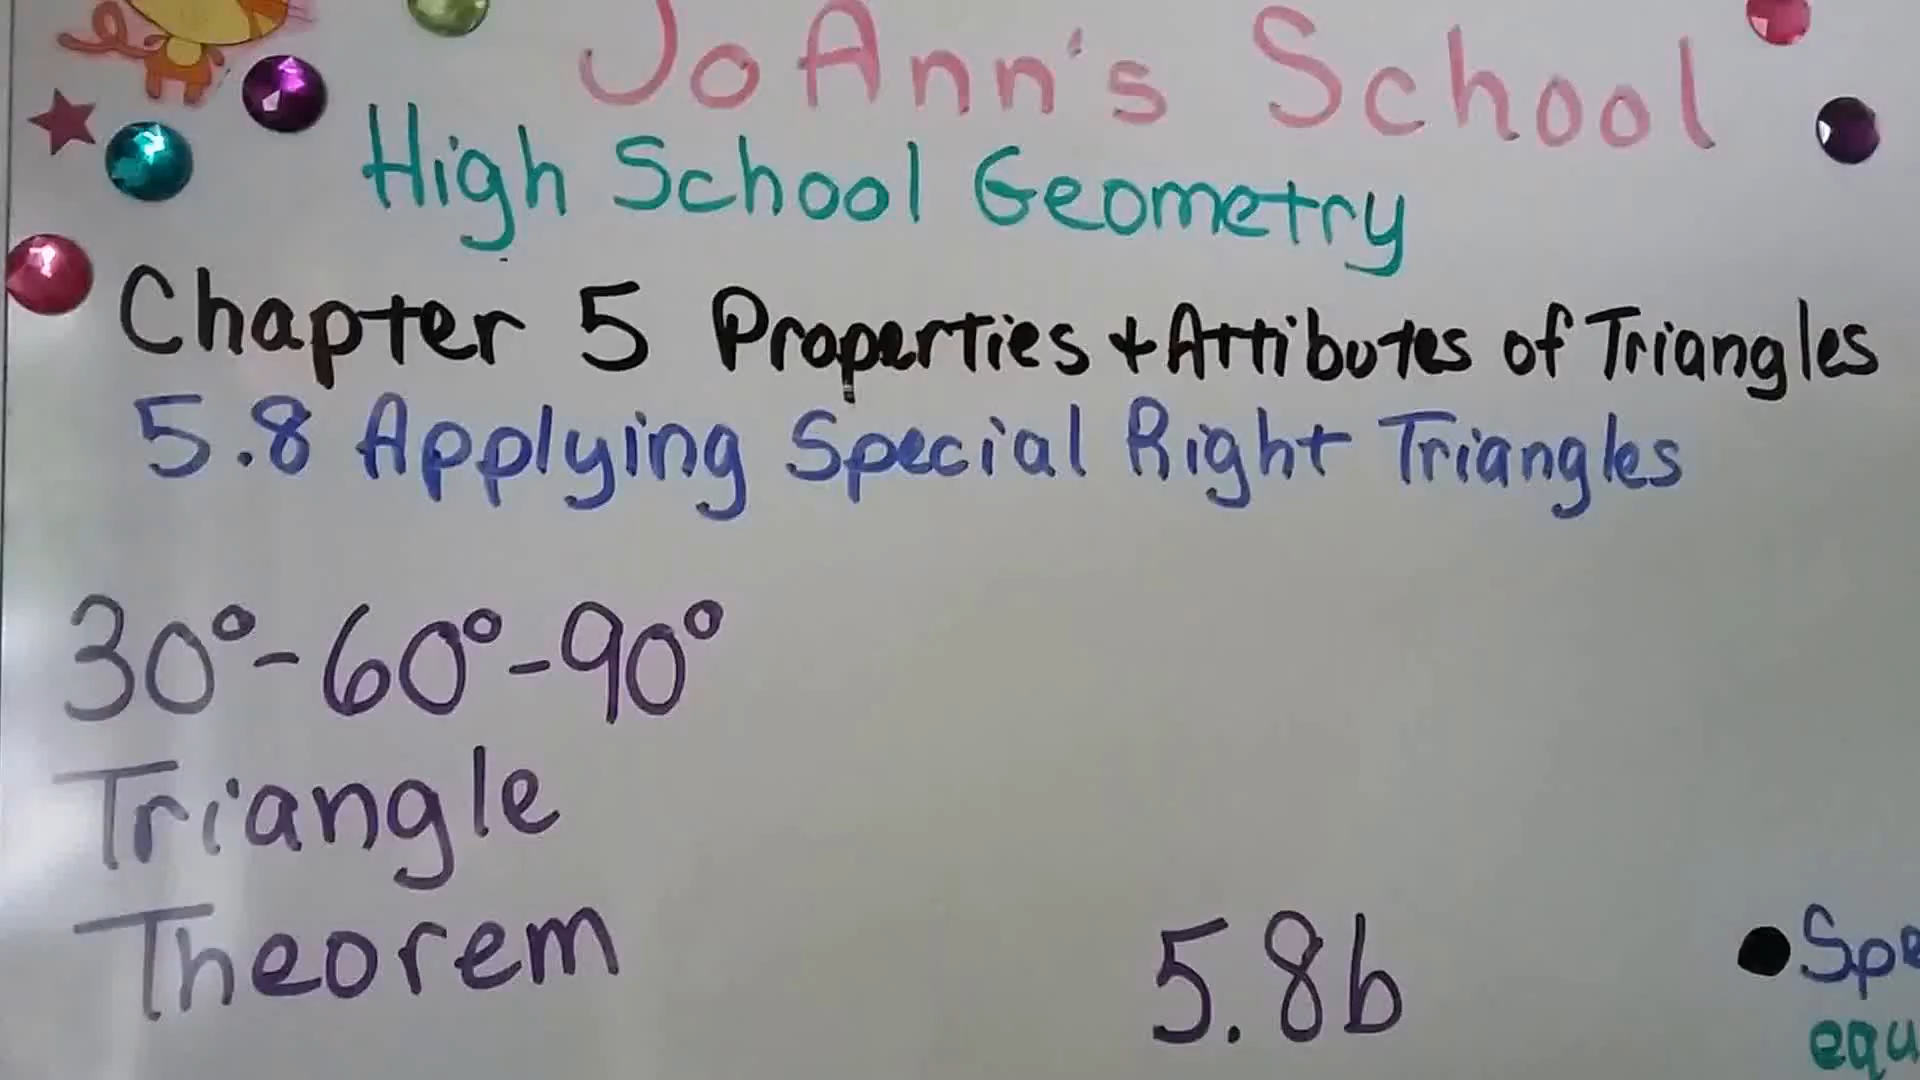 JoAnn's School
High School Geometry
Chapter 5 Properties + Attibutes of Triangles
5.8 Applying Special Right Triangles
30°-60°-90°
Triangle
Theorem
5.8b